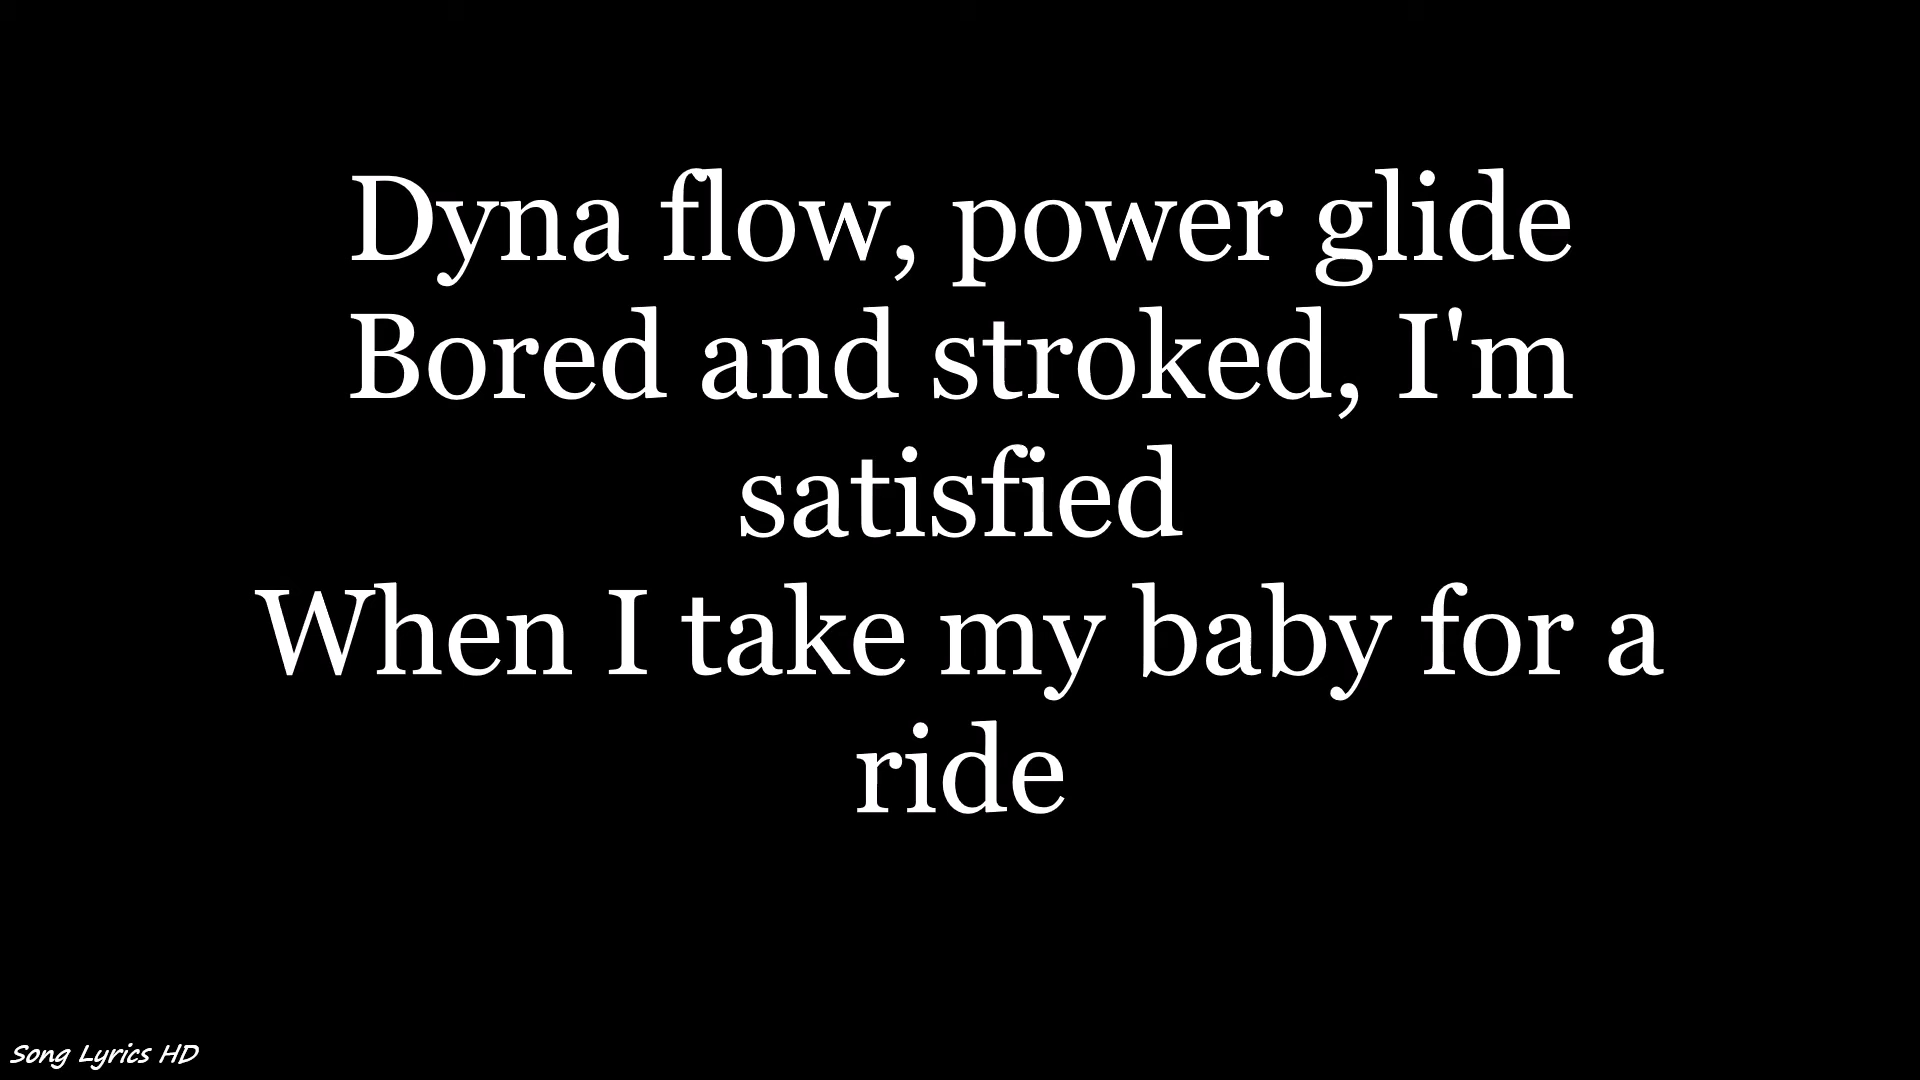 Dyna flow, power glide
Bored and stroked, I'm
satisfied
When I take my baby for a
ride
Song Lyrics HD